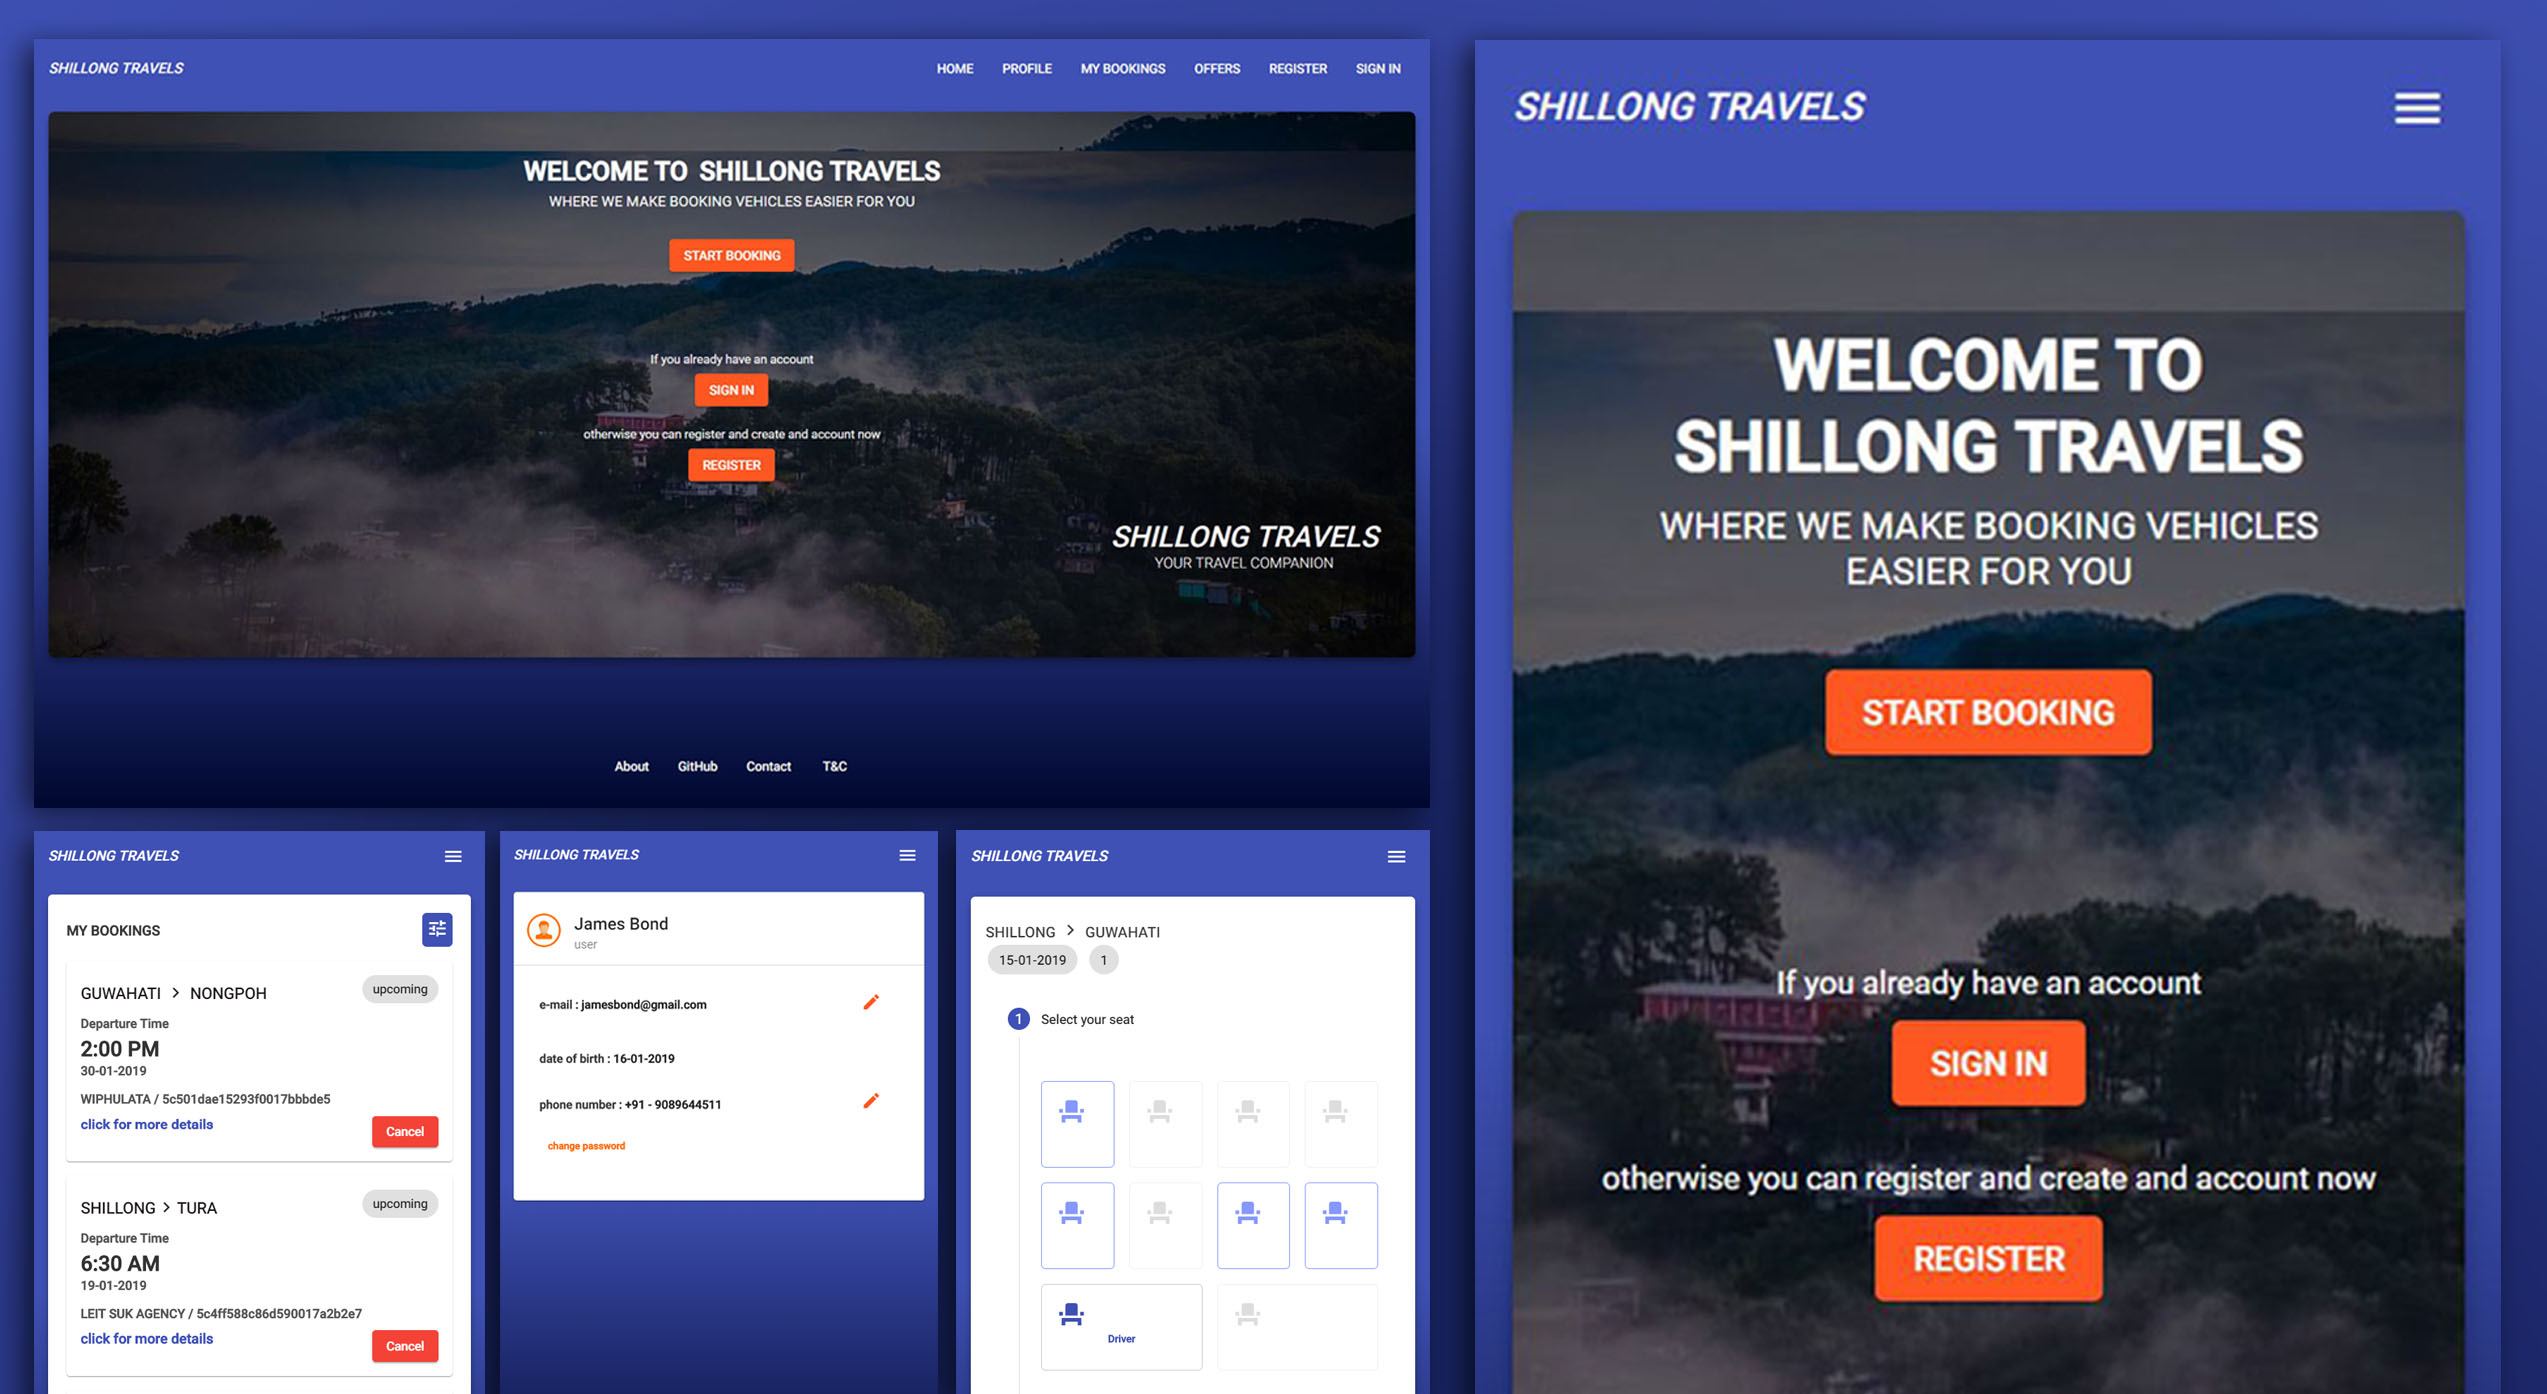 SHILLONG TRAVELS
HOME PROFILE MY BOOKINGS OFFERS REGISTER SIGN IN
WELCOME TO SHILLONG TRAVELS
WHERE WE MAKE BOOKING VEHICLES EASIER FOR YOU
START BOOKING
If you already have an account
SIGN IN
otherwise you can register and create and account now
REGISTER
SHILLONG TRAVELS
YOUR TRAVEL COMPANION
About GitHub Contact T&C
SHILLONG TRAVELS
MY BOOKINGS
GUWAHATI > NONGPOH
upcoming
Departure Time
2:00 PM
30-01-2019
WIPHULATA / 5c501dae15293f0017bbbde5
click for more details
Cancel
SHILLONG > TURA
upcoming
Departure Time
6:30 AM
19-01-2019
LEIT SUK AGENCY / 5c4ff588c86d590017a2b2e7
click for more details
Cancel
SHILLONG TRAVELS
James Bond
user
e-mail : jamesbond@gmail.com
date of birth : 16-01-2019
phone number : +91 - 9089644511
change password
SHILLONG TRAVELS
SHILLONG > GUWAHATI
15-01-2019 1
1 Select your seat
Driver
SHILLONG TRAVELS
WELCOME TO
SHILLONG TRAVELS
WHERE WE MAKE BOOKING VEHICLES
EASIER FOR YOU
START BOOKING
If you already have an account
SIGN IN
otherwise you can register and create and account now
REGISTER